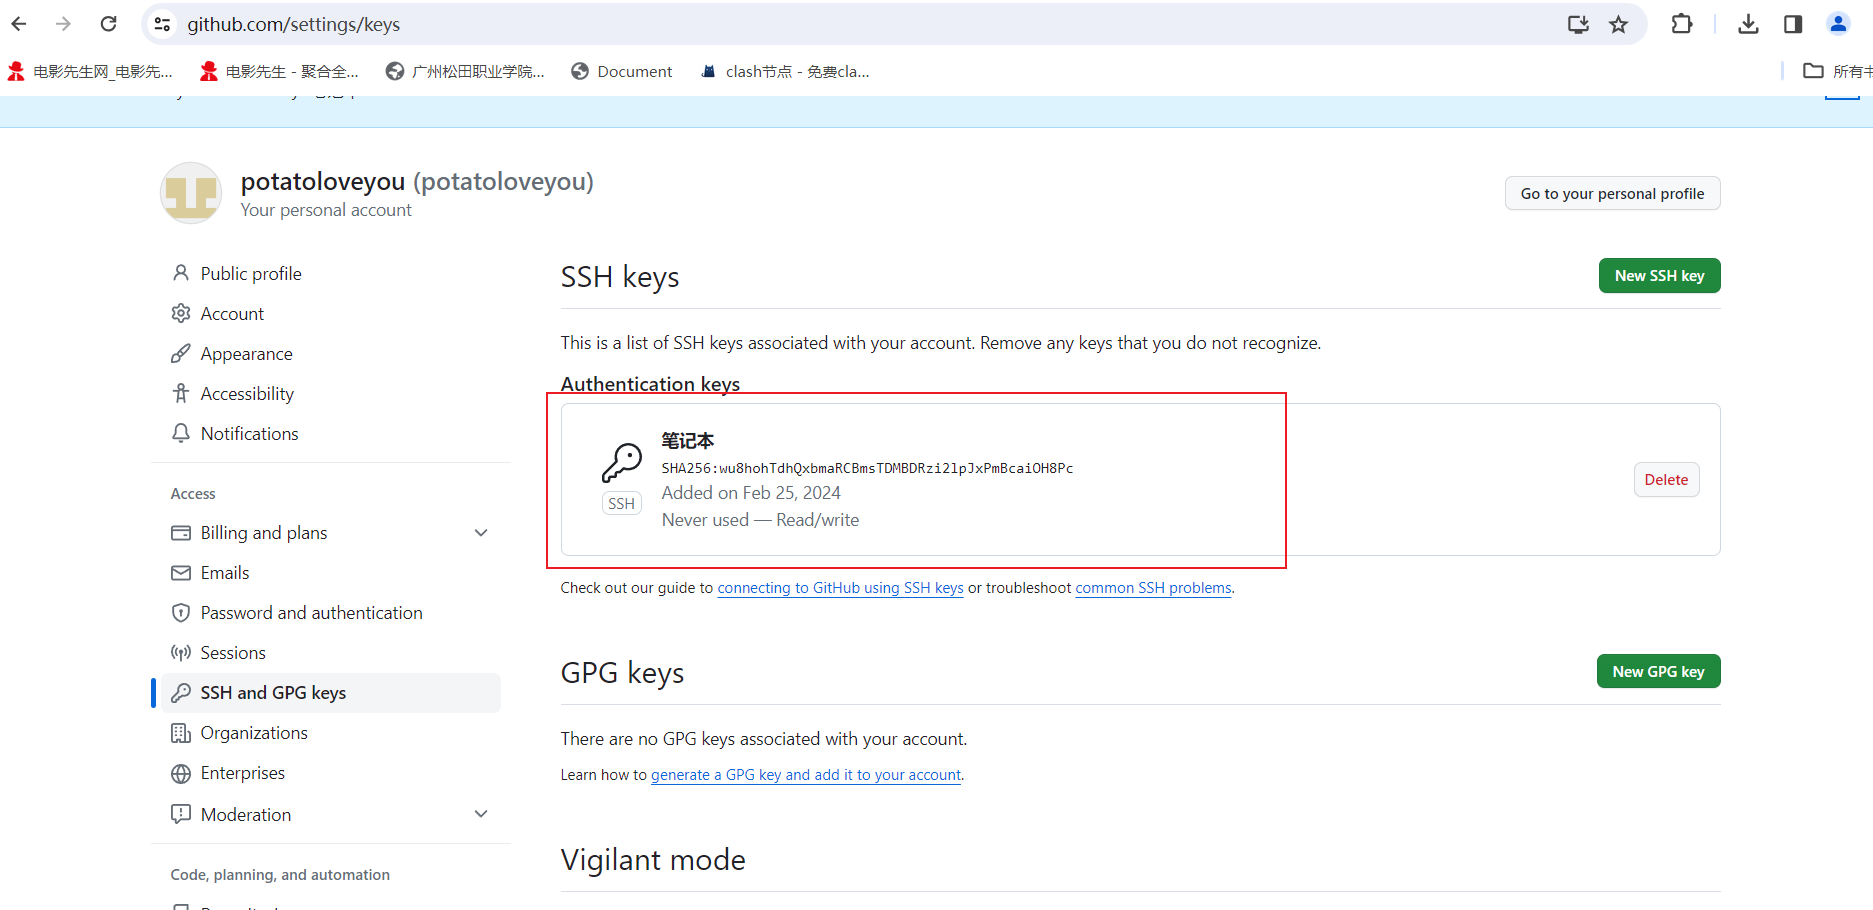 github.com/settings/keys
电影先生网_电影先...
电影先生 - 聚合全...
广州松田职业学院...
Document
clash节点 - 免费cla...
所有书
potatoloveyou (potatoloveyou)
Your personal account
Go to your personal profile
Public profile
Account
Appearance
Accessibility
Notifications
Access
Billing and plans
Emails
Password and authentication
Sessions
SSH and GPG keys
Organizations
Enterprises
Moderation
Code, planning, and automation
SSH keys
New SSH key
This is a list of SSH keys associated with your account. Remove any keys that you do not recognize.
Authentication keys
笔记本
SHA256:wu8hohTdhQxbmaRCBmsTDMBDRzi2lpJxPmBcaiOH8Pc
Added on Feb 25, 2024
Never used — Read/write
SSH
Delete
Check out our guide to connecting to GitHub using SSH keys or troubleshoot common SSH problems.
GPG keys
New GPG key
There are no GPG keys associated with your account.
Learn how to generate a GPG key and add it to your account.
Vigilant mode